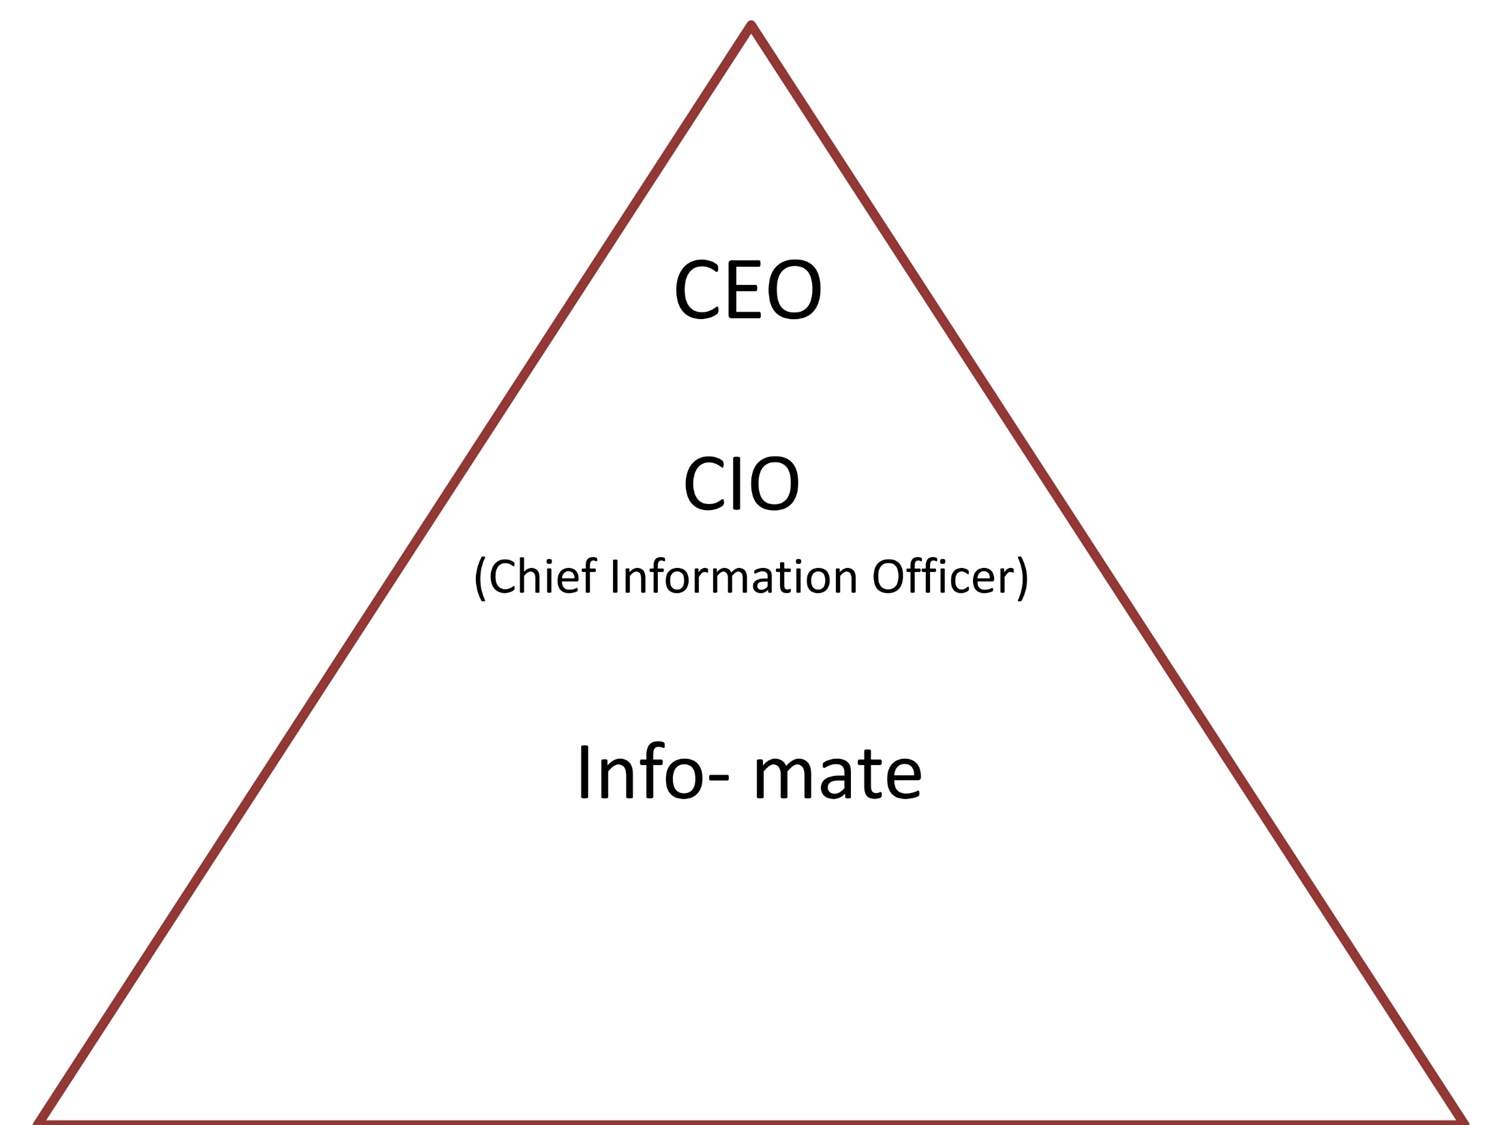 CEO
CIO
(Chief Information Officer)
Info- mate